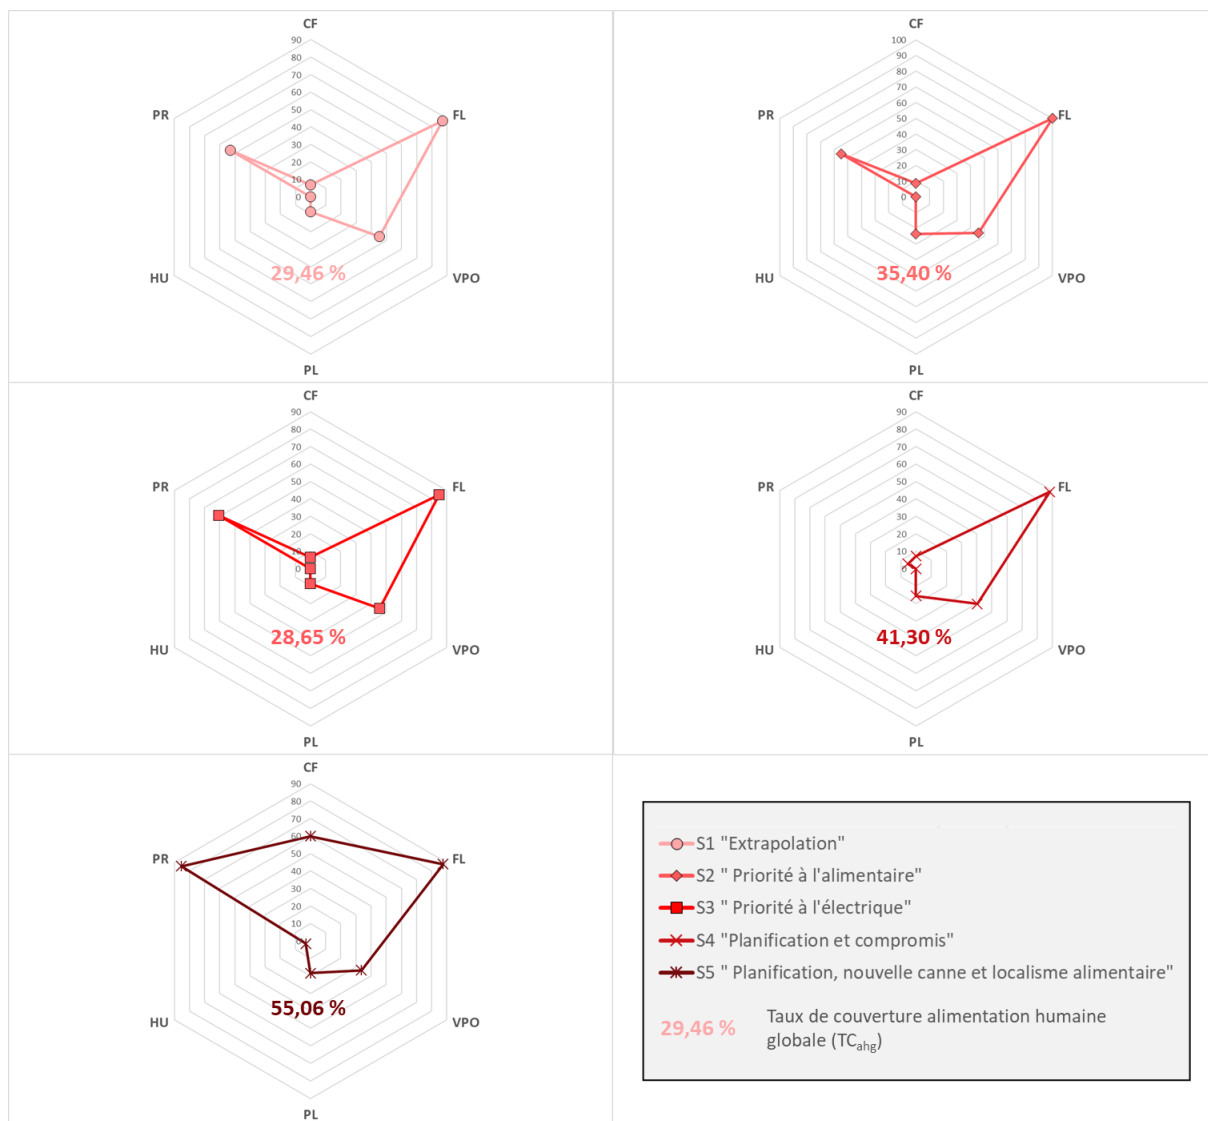 CF
90
80
70
60
50
40
30
20
10
0
PR
FL
HU
VPO
29,46 %
PL
CF
100
90
80
70
60
50
40
30
20
10
0
PR
FL
HU
VPO
35,40 %
PL
CF
90
80
70
60
50
40
30
20
10
0
PR
FL
HU
VPO
28,65 %
PL
CF
90
80
70
60
50
40
30
20
10
0
PR
FL
HU
VPO
41,30 %
PL
CF
90
80
70
60
50
40
30
20
10
0
PR
FL
HU
VPO
55,06 %
PL
S1 "Extrapolation"
S2 " Priorité à l'alimentaire"
S3 " Priorité à l'électrique"
S4 "Planification et compromis"
S5 " Planification, nouvelle canne et localisme alimentaire"
29,46 % Taux de couverture alimentation humaine
globale (TCahg)